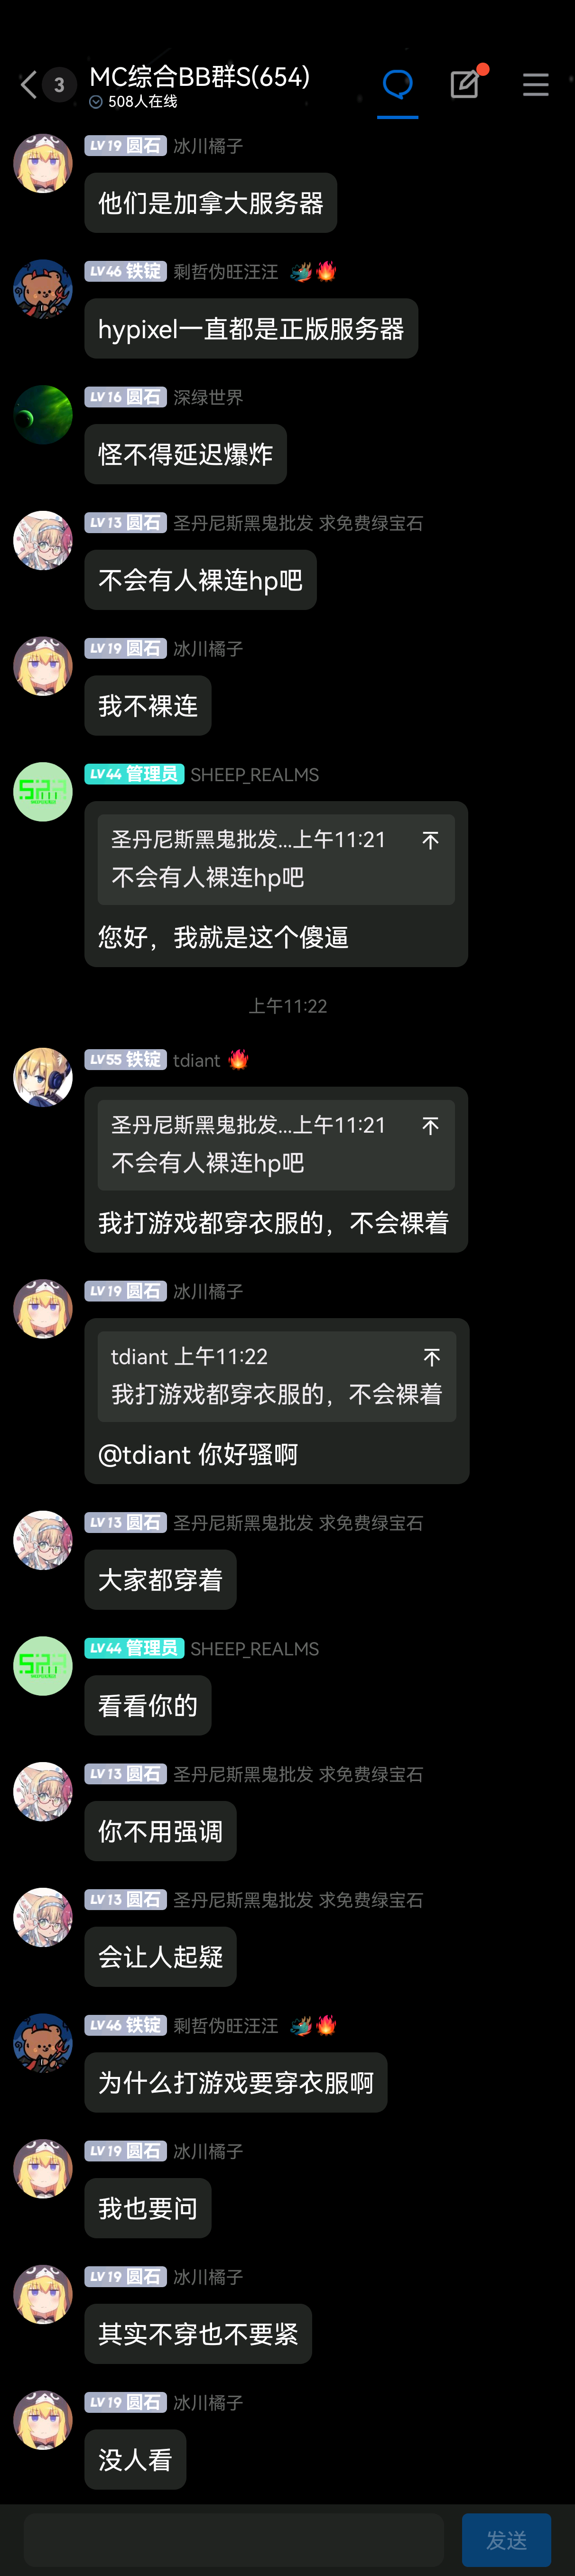 3
MC综合BB群S(654)
508人在线
LV19 圆石 冰川橘子
他们是加拿大服务器
LV46 铁锭 剩哲伪旺汪汪
hypixel一直都是正版服务器
LV16 圆石 深绿世界
怪不得延迟爆炸
LV13 圆石 圣丹尼斯黑鬼批发 求免费绿宝石
不会有人裸连hp吧
LV19 圆石 冰川橘子
我不裸连
LV44 管理员 SHEEP_REALMS
圣丹尼斯黑鬼批发...上午11:21
不会有人裸连hp吧
您好，我就是这个傻逼
上午11:22
LV55 铁锭 tdiant
圣丹尼斯黑鬼批发...上午11:21
不会有人裸连hp吧
我打游戏都穿衣服的，不会裸着
LV19 圆石 冰川橘子
tdiant 上午11:22
我打游戏都穿衣服的，不会裸着
@tdiant 你好骚啊
LV13 圆石 圣丹尼斯黑鬼批发 求免费绿宝石
大家都穿着
LV44 管理员 SHEEP_REALMS
看看你的
LV13 圆石 圣丹尼斯黑鬼批发 求免费绿宝石
你不用强调
LV13 圆石 圣丹尼斯黑鬼批发 求免费绿宝石
会让人起疑
LV46 铁锭 剩哲伪旺汪汪
为什么打游戏要穿衣服啊
LV19 圆石 冰川橘子
我也要问
LV19 圆石 冰川橘子
其实不穿也不要紧
LV19 圆石 冰川橘子
没人看
发送